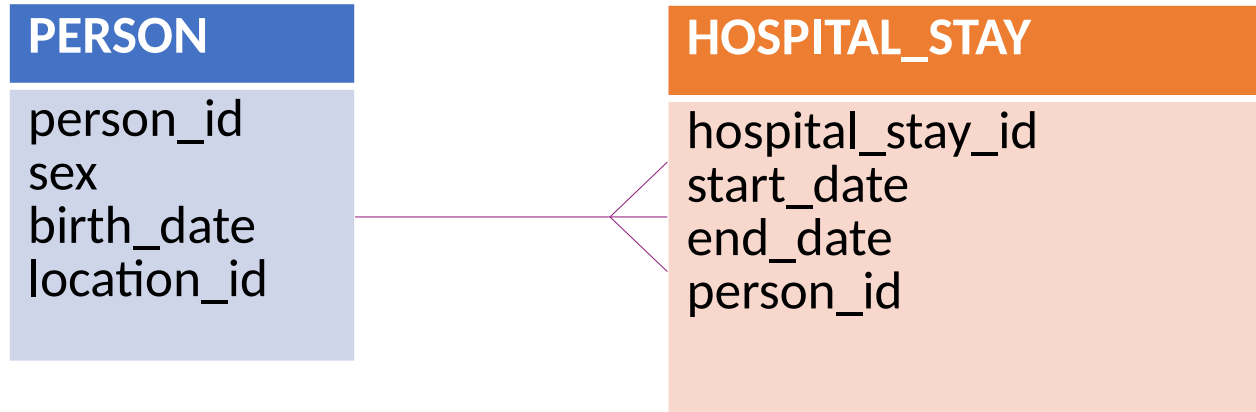 PERSON
person_id
sex
birth_date
location_id
HOSPITAL_STAY
hospital_stay_id
start_date
end_date
person_id